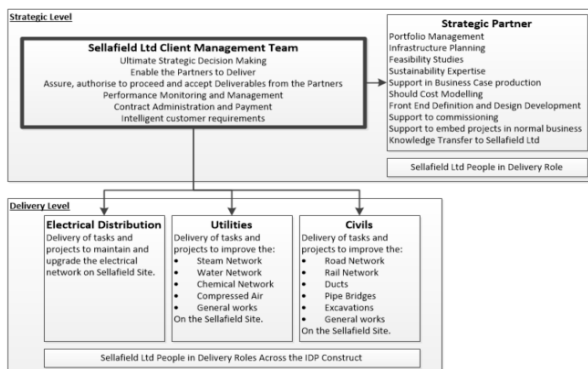 Strategic Level
Sellafield Ltd Client Management Team
Ultimate Strategic Decision Making
Enable the Partners to Deliver
Assure, authorise to proceed and accept Deliverables from the Partners
Performance Monitoring and Management
Contract Administration and Payment
Intelligent customer requirements
Strategic Partner
Portfolio Management
Infrastructure Planning
Feasibility Studies
Sustainability Expertise
Support in Business Case production
Should Cost Modelling
Front End Definition and Design Development
Support to commissioning
Support to embed projects in normal business
Knowledge Transfer to Sellafield Ltd
Sellafield Ltd People in Delivery Role
Delivery Level
Electrical Distribution
Delivery of tasks and
projects to maintain and
upgrade the electrical
network on Sellafield Site.
Utilities
Delivery of tasks and
projects to improve the:
• Steam Network
• Water Network
• Chemical Network
• Compressed Air
• General works
On the Sellafield Site.
Civils
Delivery of tasks and
projects to improve the:
• Road Network
• Rail Network
• Ducts
• Pipe Bridges
• Excavations
• General works
On the Sellafield Site.
Sellafield Ltd People in Delivery Roles Across the IDP Construct